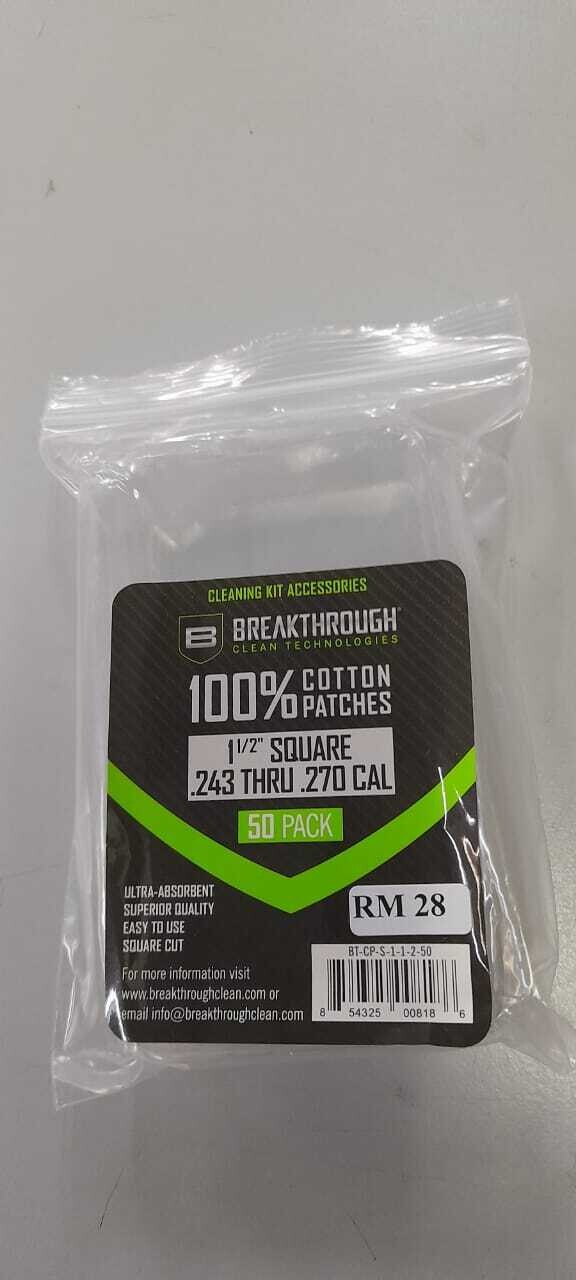 CLEANING KIT ACCESSORIES
B BREAKTHROUGH®
CLEAN TECHNOLOGIES
100% COTTON
PATCHES
1 1/2" SQUARE
.243 THRU .270 CAL
50 PACK
ULTRA-ABSORBENT
SUPERIOR QUALITY
EASY TO USE
SQUARE CUT
RM 28
For more information visit
www.breakthroughclean.com or
email info@breakthroughclean.com
BT-CP-S-1-1-2-50
8 54325 00818 6